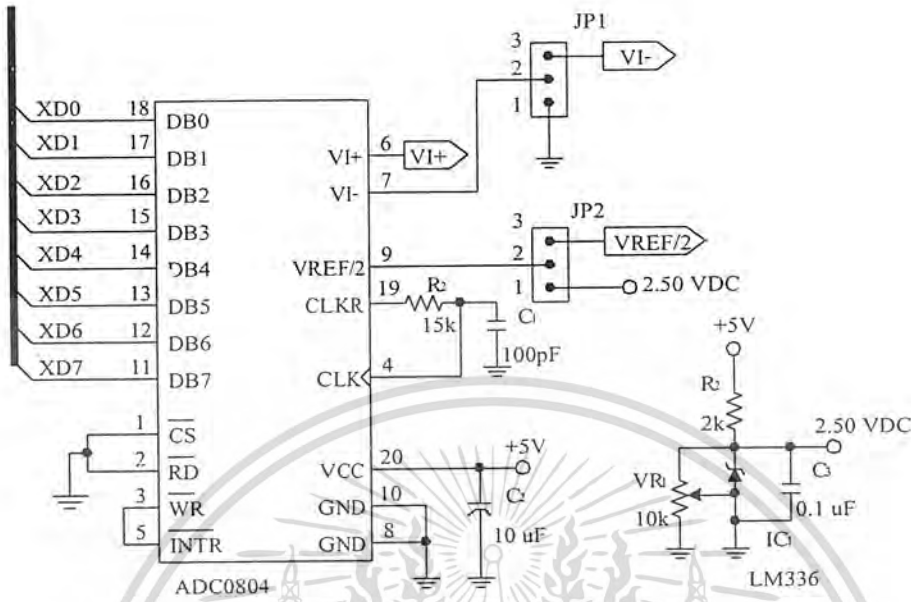 JP1
3
VI-
2
1
XD0 18 DB0
XD1 17 DB1
XD2 16 DB2
XD3 15 DB3
XD4 14 DB4
XD5 13 DB5
XD6 12 DB6
XD7 11 DB7
1 CS
2 RD
3 WR
5 INTR
VI+ 6 VI+
VI- 7
VREF/2 9
CLKR 19
CLK 4
VCC 20
GND 10
GND 8
ADC0804
JP2
3
VREF/2
2
1
2.50 VDC
R2
15k
C1
100pF
+5V
C2
10 uF
+5V
R2
2k
2.50 VDC
VR1
10k
C3
0.1 uF
IC1
LM336